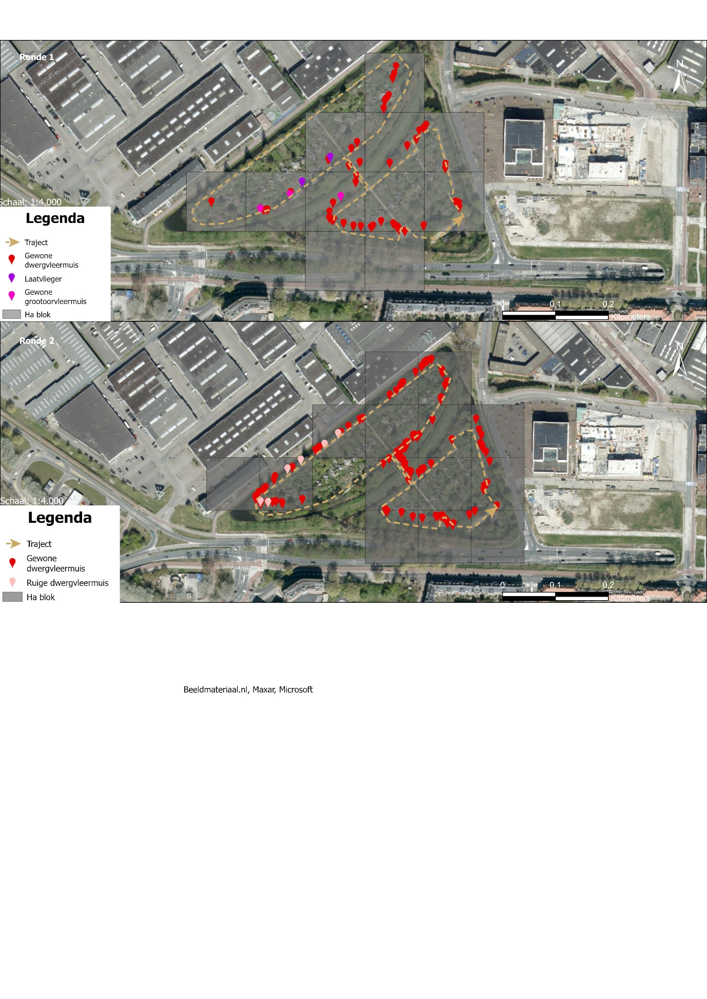 Ronde 1
N
Schaal: 1:4.000
Legenda
Traject
Gewone
dwergvleermuis
Laatvlieger
Gewone
grootoorvleermuis
Ha blok
0 0,1 0,2
Kilometers
Ronde 2
N
Schaal: 1:4.000
Legenda
Traject
Gewone
dwergvleermuis
Ruige dwergvleermuis
Ha blok
0 0,1 0,2
Kilometers
Beeldmateriaal.nl, Maxar, Microsoft